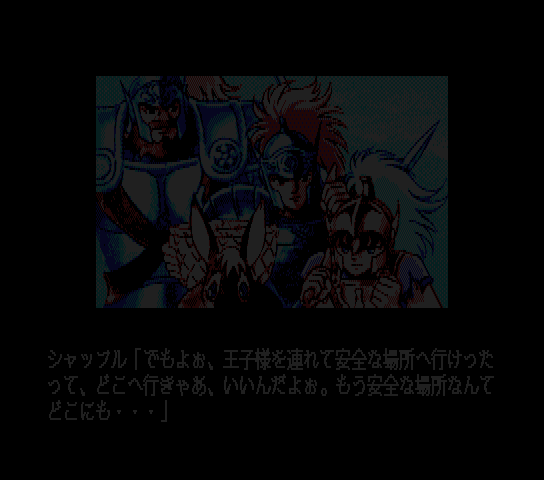 シャップル「でもよぉ、王子様を連れて安全な場所へ行けった
って、どこへ行きゃあ、いいんだよぉ。もう安全な場所なんて
どこにも・・・」